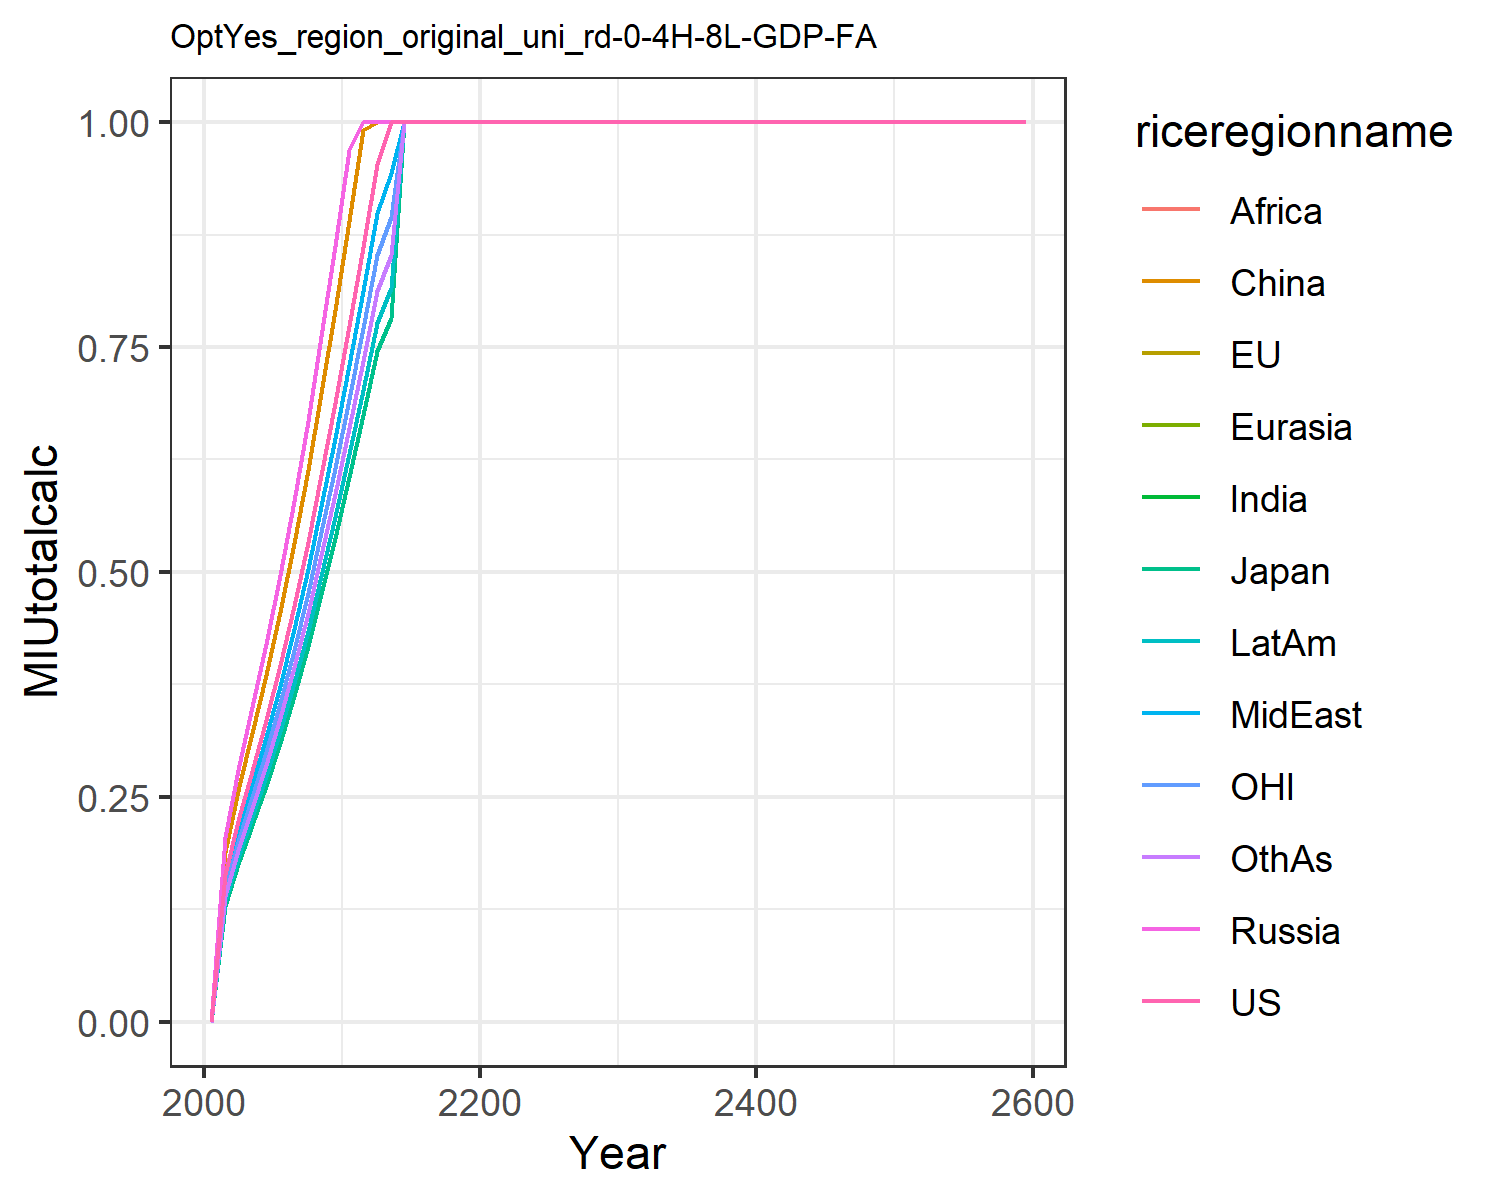 OptYes_region_original_uni_rd-0-4H-8L-GDP-FA
1.00
0.75
0.50
0.25
0.00
MIUtotalcalc
2000
2200
2400
2600
Year
riceregionname
Africa
China
EU
Eurasia
India
Japan
LatAm
MidEast
OHI
OthAs
Russia
US